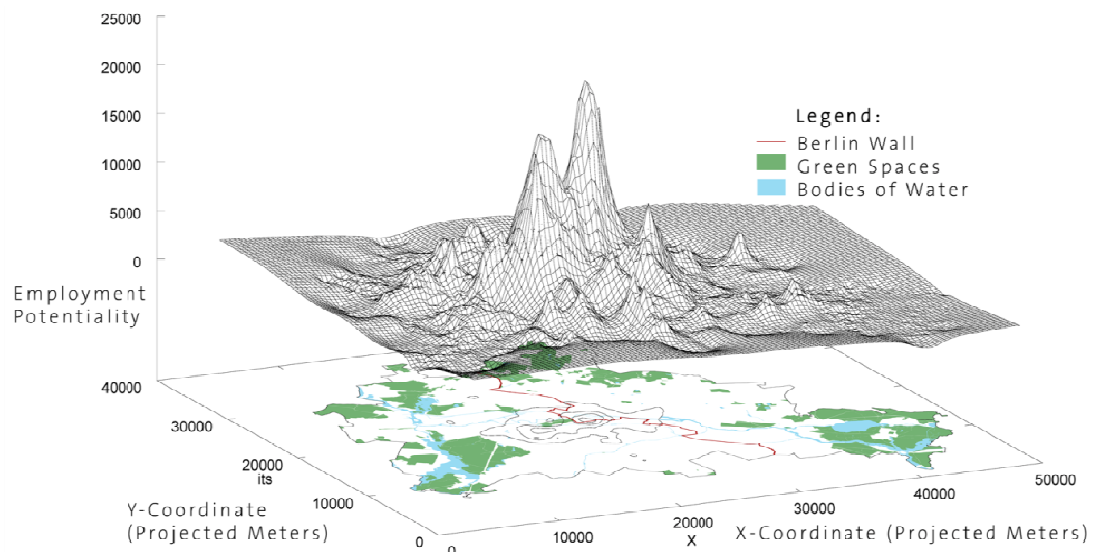 25000
20000
15000
10000
5000
0
Legend:
Berlin Wall
Green Spaces
Bodies of Water
Employment
Potentiality
40000
30000
20000
its
10000
0
Y-Coordinate
(Projected Meters)
0
10000
20000
X
30000
40000
50000
X-Coordinate (Projected Meters)